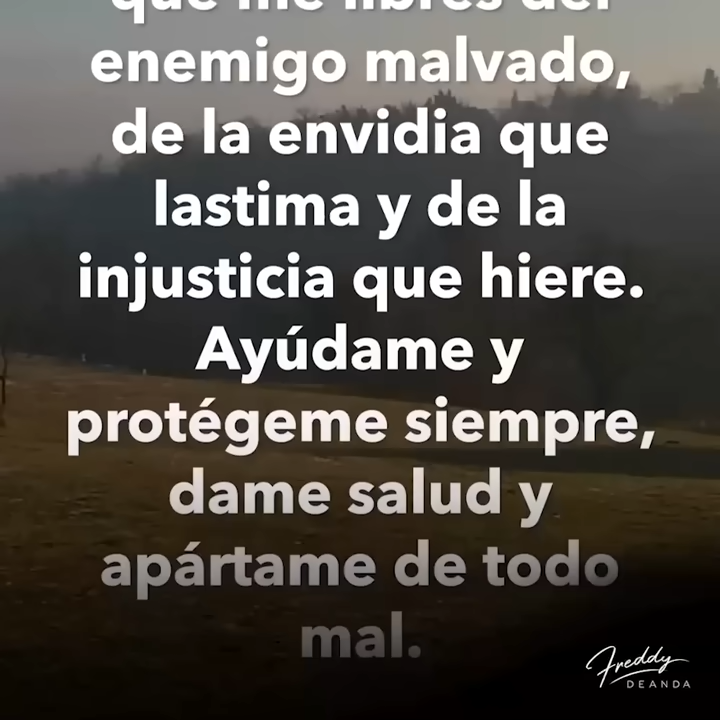 que me libres del
enemigo malvado,
de la envidia que
lastima y de la
injusticia que hiere.
Ayúdame y
protégeme siempre,
dame salud y
apártame de todo
mal.
Freddy
DEANDA